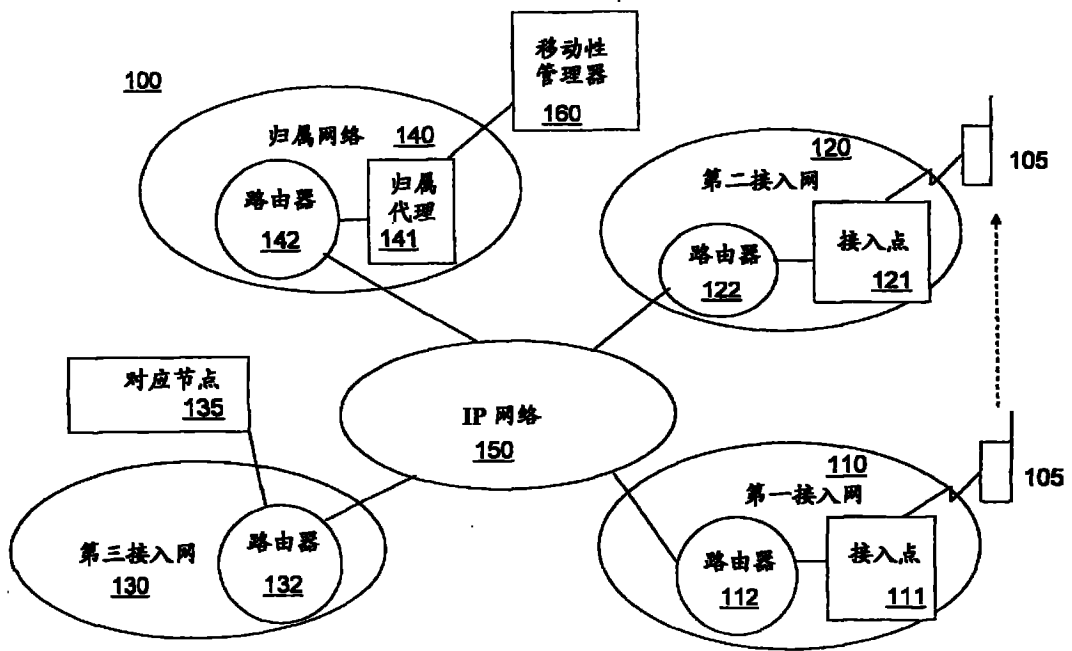 移动性
管理器
160
100
归属网络 140
归属
代理
141
路由器
142
120
第二接入网
105
接入点
121
路由器
122
对应节点
135
IP 网络
150
110
第一接入网
105
第三接入网
130
路由器
132
路由器
112
接入点
111